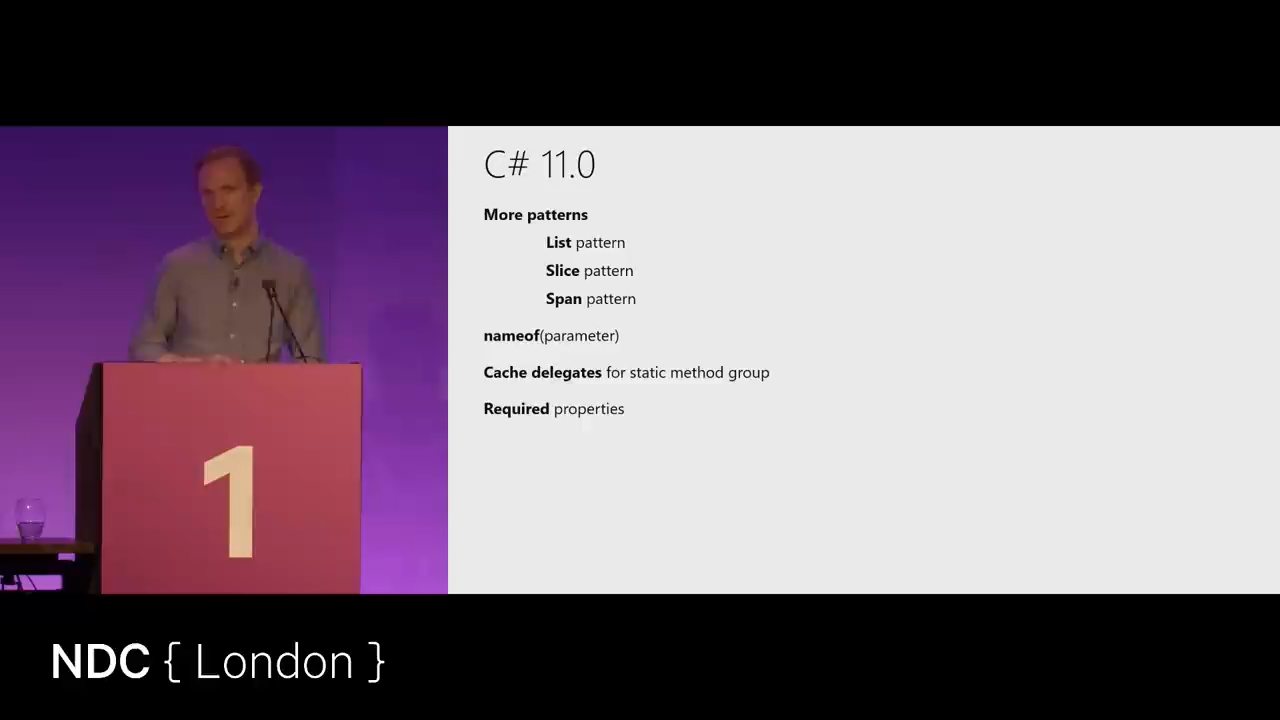 C# 11.0
More patterns
List pattern
Slice pattern
Span pattern
nameof(parameter)
Cache delegates for static method group
Required properties
1
NDC { London }